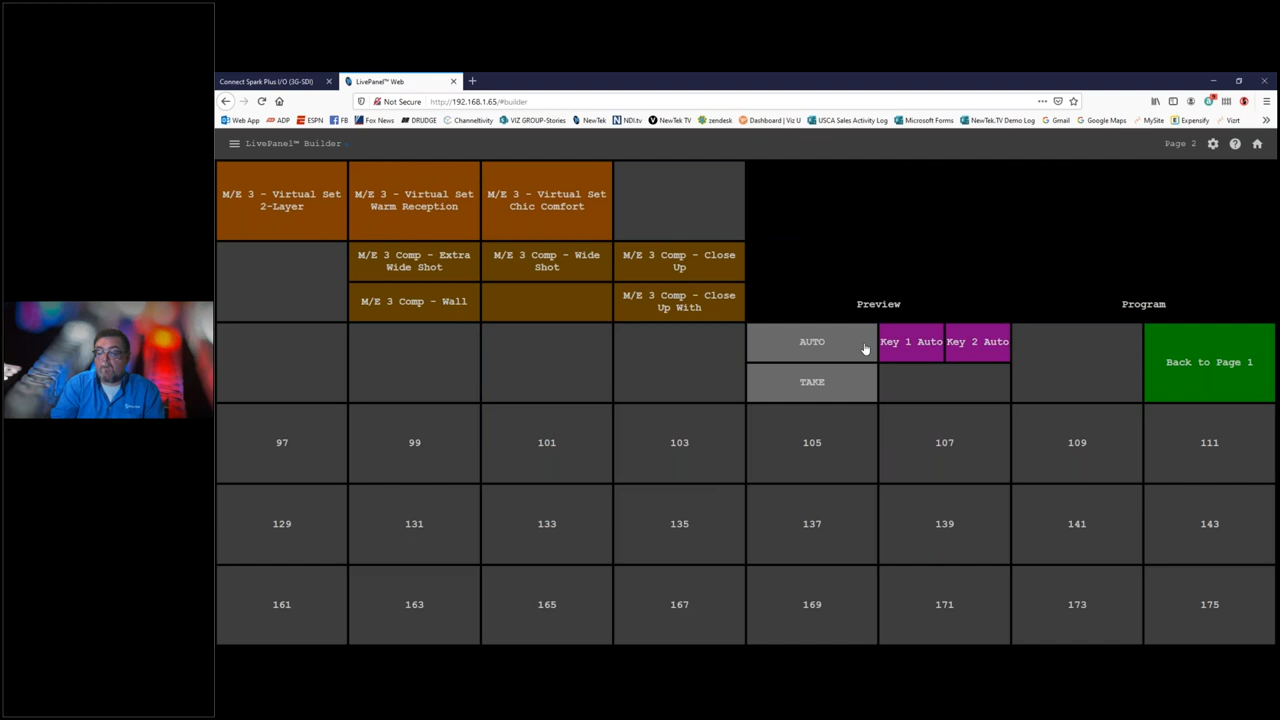 Connect Spark Plus I/O (3G-SDI)
LivePanel™ Web
Not Secure
http://192.168.1.65/#builder
Web App
ADP
ESPN
FB
Fox News
DRUDGE
Channeltivity
VIZ GROUP-Stories
NewTek
NDI.tv
NewTek TV
zendesk
Dashboard | Viz U
USCA Sales Activity Log
Microsoft Forms
NewTek.TV Demo Log
Gmail
Google Maps
MySite
Expensify
Vizrt
LivePanel™ Builder
Page 2
M/E 3 - Virtual Set
2-Layer
M/E 3 - Virtual Set
Warm Reception
M/E 3 - Virtual Set
Chic Comfort
M/E 3 Comp - Extra
Wide Shot
M/E 3 Comp - Wide
Shot
M/E 3 Comp - Close
Up
M/E 3 Comp - Wall
M/E 3 Comp - Close
Up With
Preview
Program
AUTO
Key 1 Auto
Key 2 Auto
TAKE
Back to Page 1
97
99
101
103
105
107
109
111
129
131
133
135
137
139
141
143
161
163
165
167
169
171
173
175